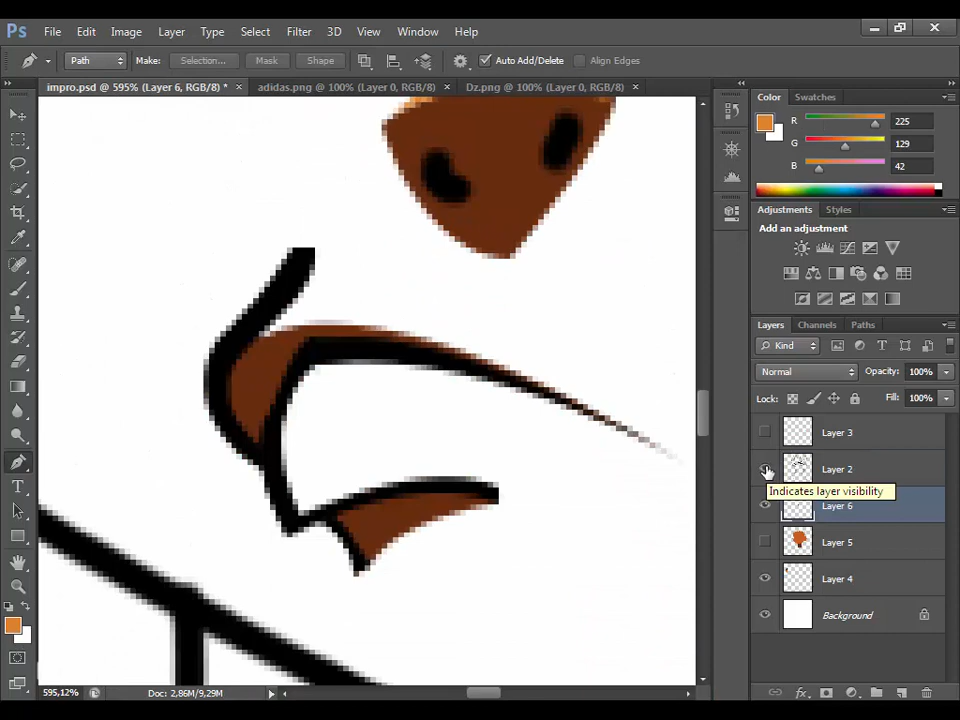 Ps File Edit Image Layer Type Select Filter 3D View Window Help
Path Make: Selection... Mask Shape Auto Add/Delete Align Edges
impro.psd @ 595% (Layer 6, RGB/8) * × adidas.png @ 100% (Layer 0, RGB/8) × Dz.png @ 100% (Layer 0, RGB/8) ×
Color Swatches
R 225
G 129
B 42
Adjustments Styles
Add an adjustment
Layers Channels Paths
Kind T
Normal Opacity: 100%
Lock: Fill: 100%
Layer 3
Layer 2
Indicates layer visibility
Layer 6
Layer 5
Layer 4
Background
T
595,12% Doc: 2,86M/9,29M
fx